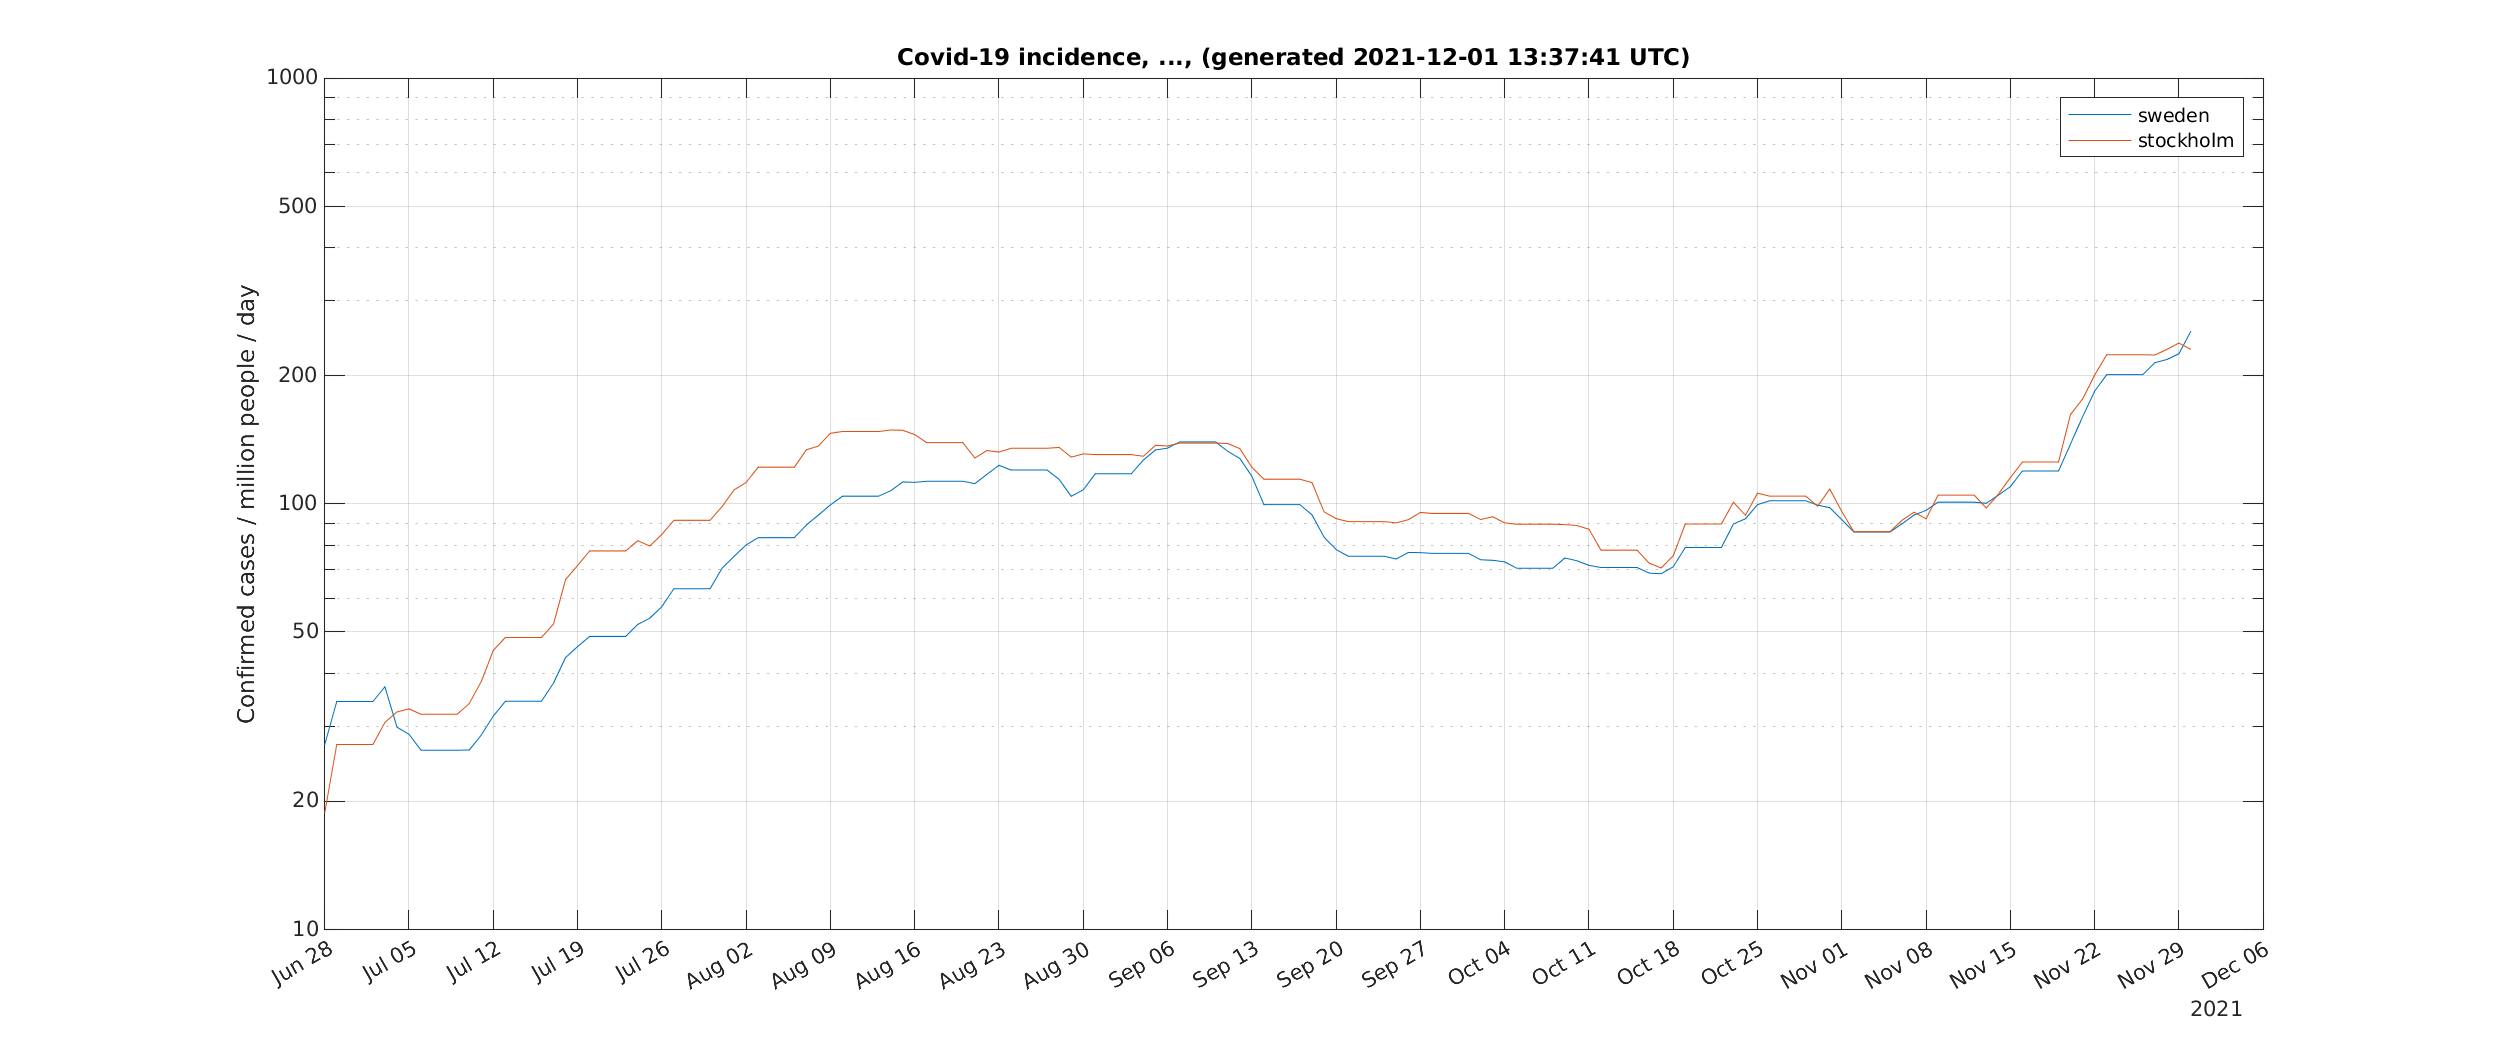 Covid-19 incidence, ..., (generated 2021-12-01 13:37:41 UTC)
sweden
stockholm
Confirmed cases / million people / day
1000
500
200
100
50
20
10
Jun 28
Jul 05
Jul 12
Jul 19
Jul 26
Aug 02
Aug 09
Aug 16
Aug 23
Aug 30
Sep 06
Sep 13
Sep 20
Sep 27
Oct 04
Oct 11
Oct 18
Oct 25
Nov 01
Nov 08
Nov 15
Nov 22
Nov 29
Dec 06
2021